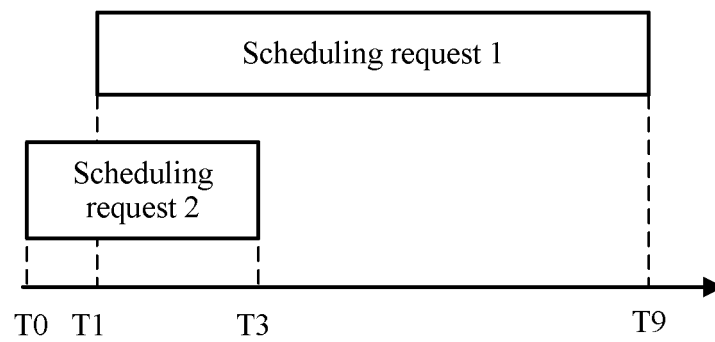 Scheduling request 1
Scheduling
request 2
T0 T1 T3 T9